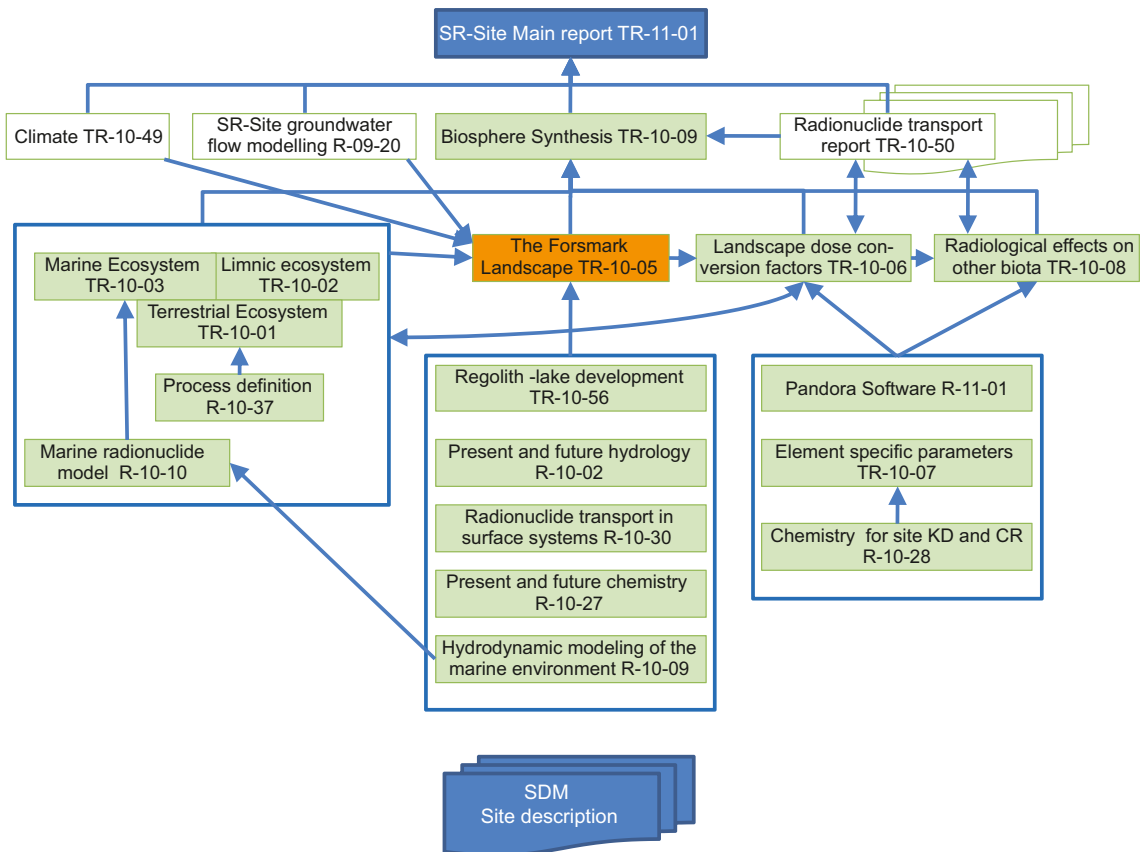 SR-Site Main report TR-11-01
Climate TR-10-49
SR-Site groundwater
flow modelling R-09-20
Biosphere Synthesis TR-10-09
Radionuclide transport
report TR-10-50
Marine Ecosystem
TR-10-03
Limnic ecosystem
TR-10-02
Terrestrial Ecosystem
TR-10-01
Process definition
R-10-37
Marine radionuclide
model R-10-10
The Forsmark
Landscape TR-10-05
Landscape dose con-
version factors TR-10-06
Radiological effects on
other biota TR-10-08
Regolith -lake development
TR-10-56
Present and future hydrology
R-10-02
Radionuclide transport in
surface systems R-10-30
Present and future chemistry
R-10-27
Hydrodynamic modeling of the
marine environment R-10-09
Pandora Software R-11-01
Element specific parameters
TR-10-07
Chemistry for site KD and CR
R-10-28
SDM
Site description